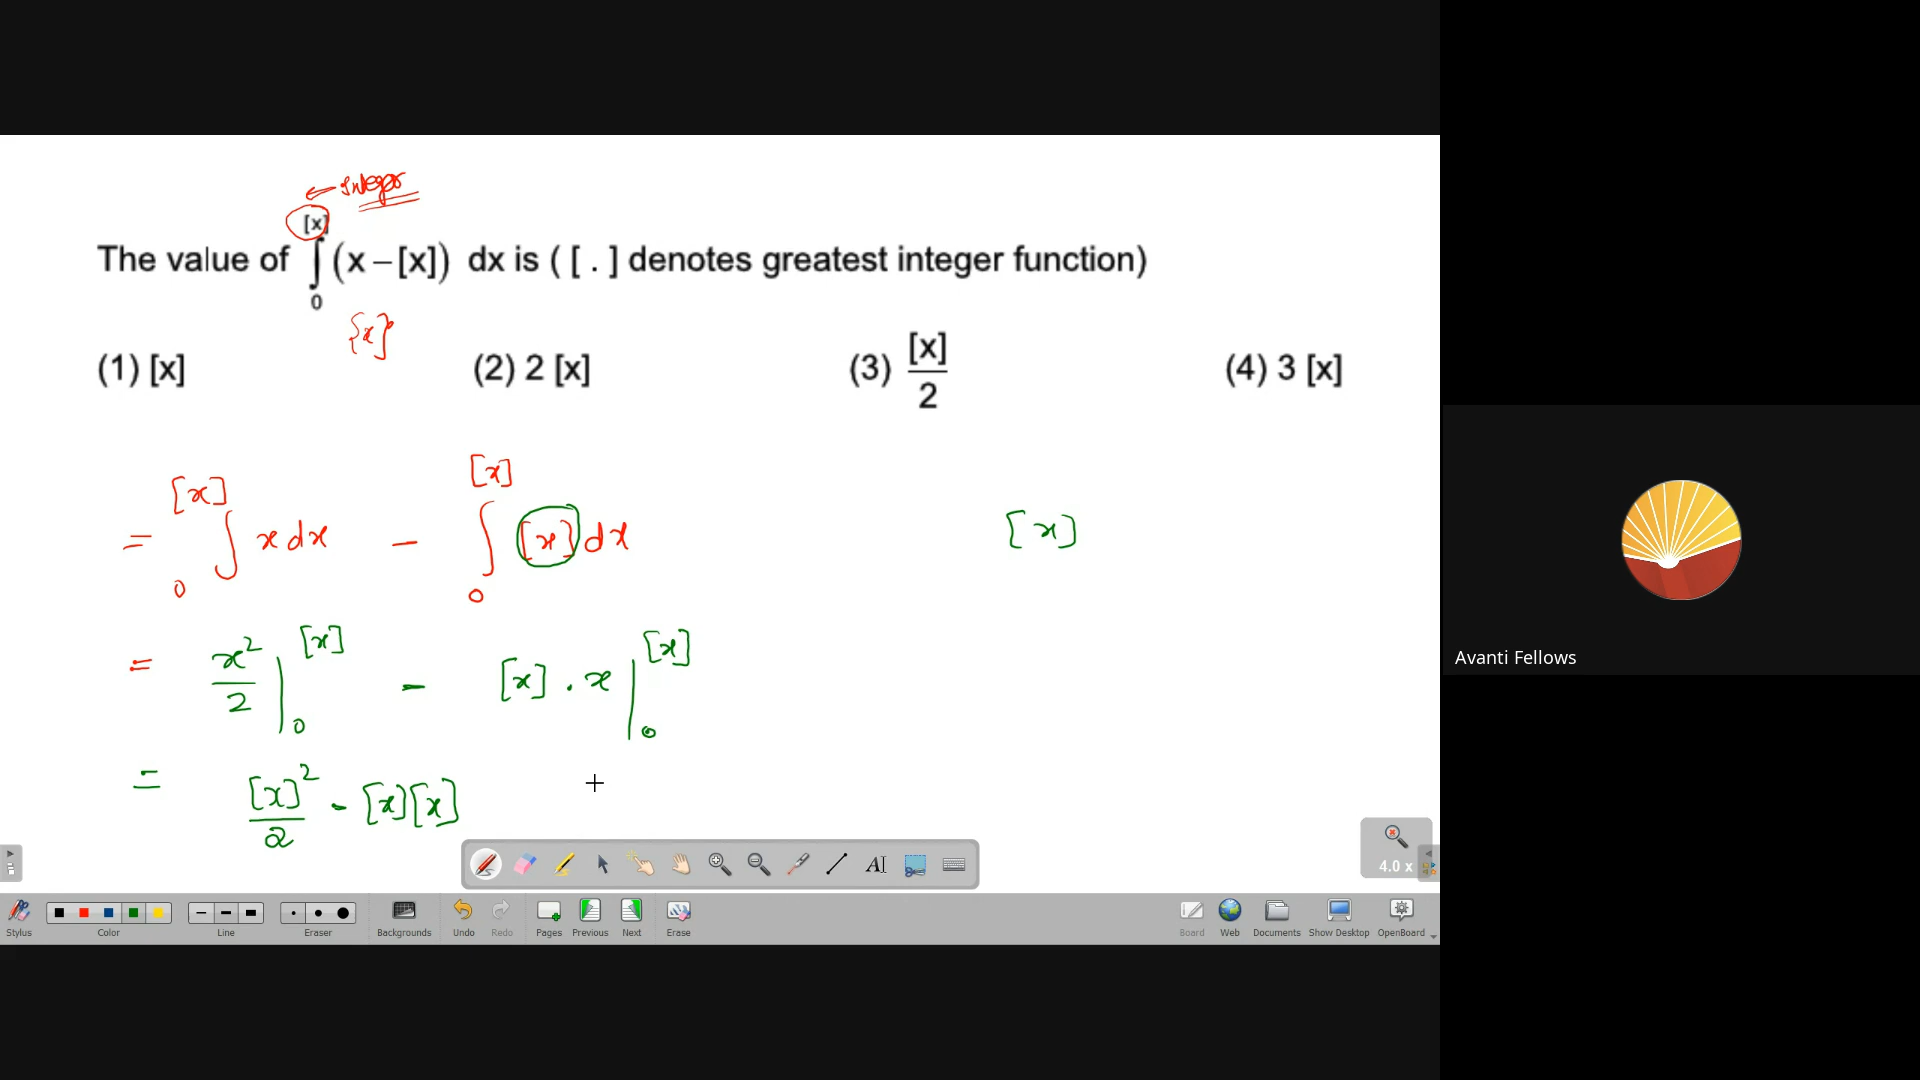 ← Integer
The value of ∫₀^[x] (x – [x]) dx is ( [ . ] denotes greatest integer function)
{x}
(1) [x] (2) 2 [x] (3) [x]/2 (4) 3 [x]
= ∫₀^[x] x dx – ∫₀^[x] [x] dx [x]
= x²/2 |₀^[x] – [x] . x |₀^[x]
= [x]²/2 - [x][x]
Avanti Fellows
4.0 x
Stylus Color Line Eraser Backgrounds Undo Redo Pages Previous Next Erase Board Web Documents Show Desktop OpenBoard